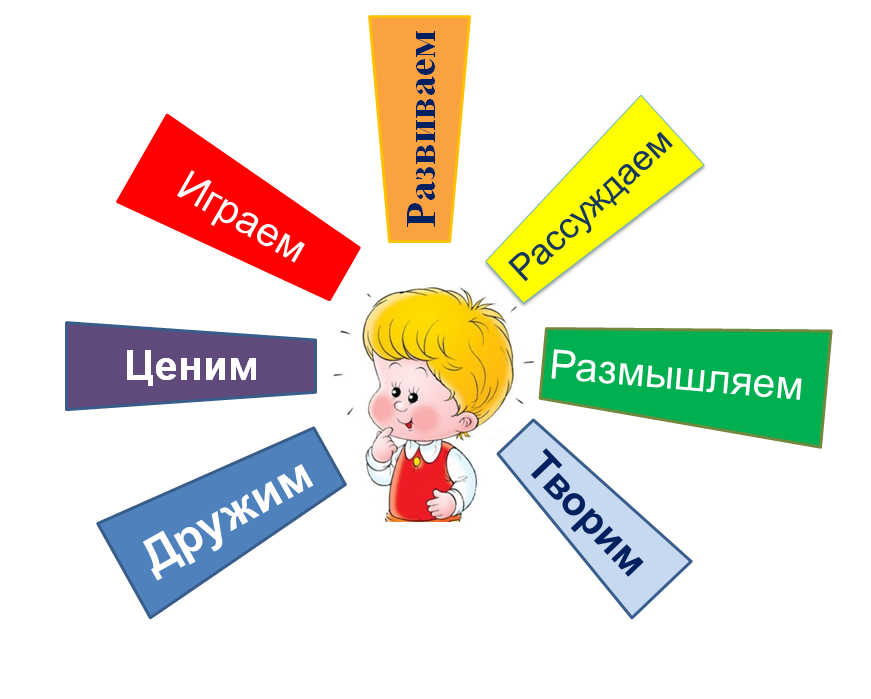 Развиваем
Играем
Рассуждаем
Ценим
Размышляем
Дружим
Творим